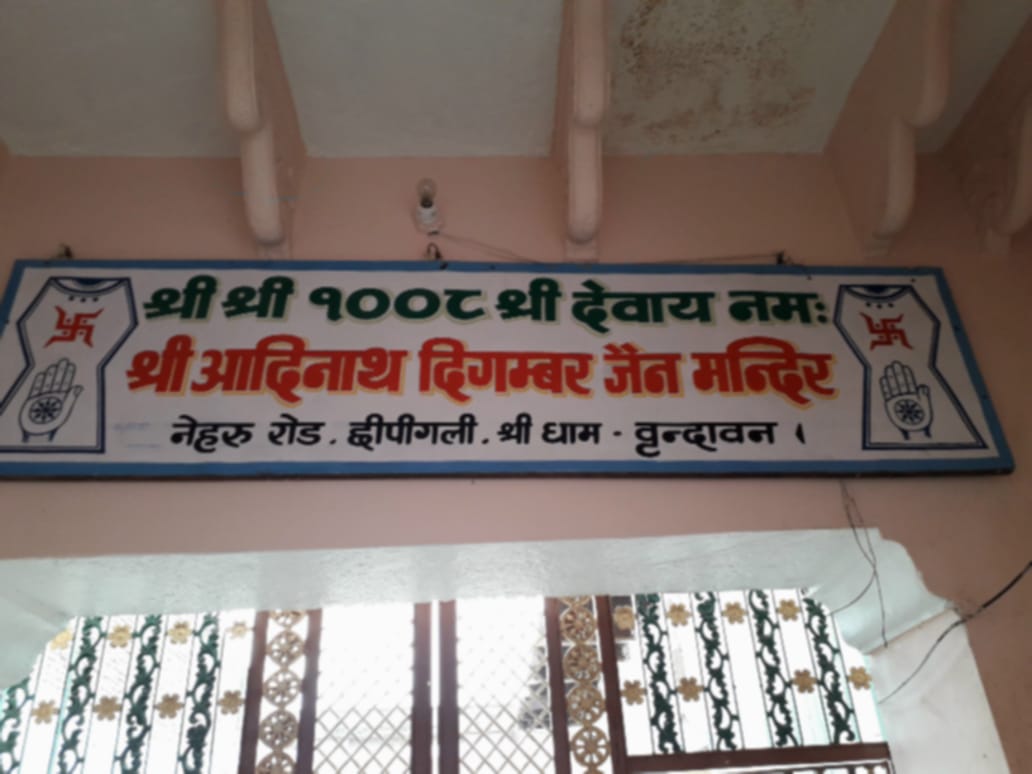 श्री श्री १००८ श्री देवाय नमः
श्री आदिनाथ दिगम्बर जैन मन्दिर
नेहरु रोड . छीपीगली . श्री धाम - वृन्दावन ।